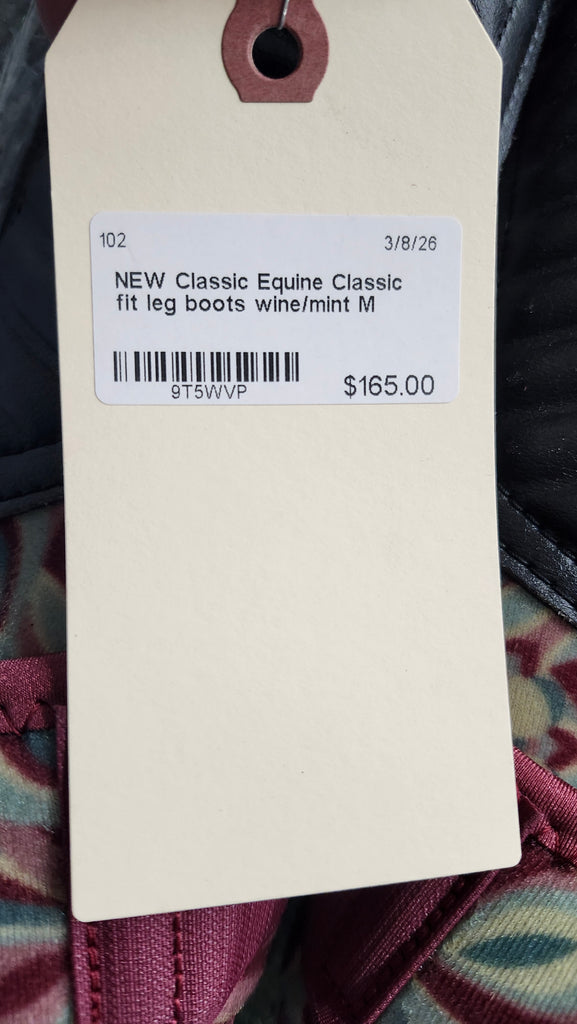 102 3/8/26
NEW Classic Equine Classic
fit leg boots wine/mint M
9T5WVP $165.00